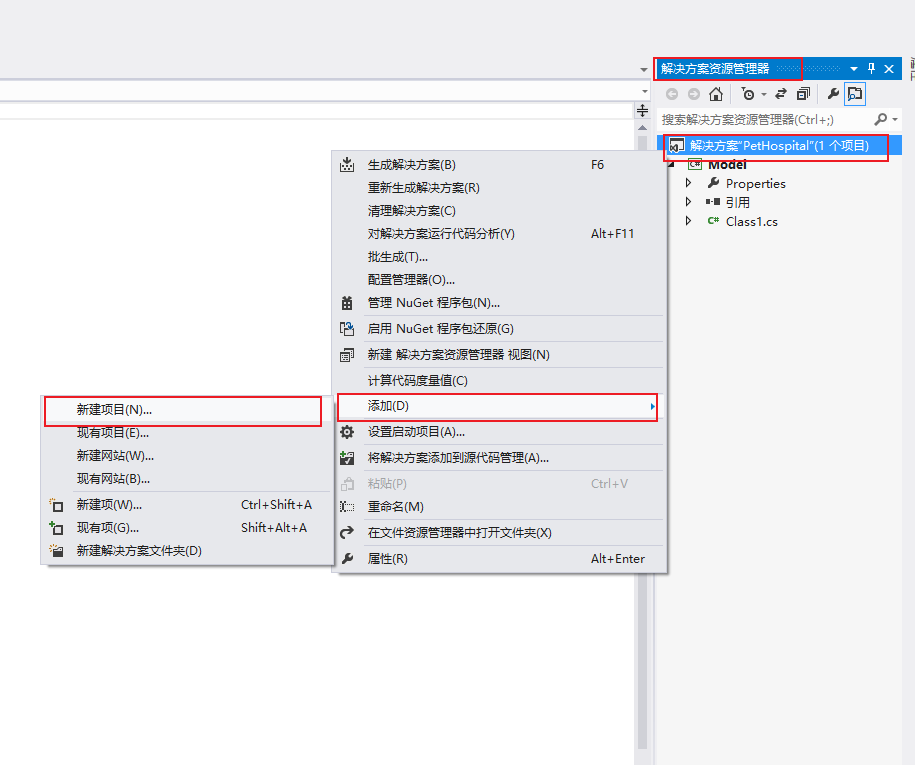 解决方案资源管理器
搜索解决方案资源管理器(Ctrl+;)
解决方案"PetHospital"(1 个项目)
Model
Properties
引用
Class1.cs
生成解决方案(B) F6
重新生成解决方案(R)
清理解决方案(C)
对解决方案运行代码分析(Y) Alt+F11
批生成(T)...
配置管理器(O)...
管理 NuGet 程序包(N)...
启用 NuGet 程序包还原(G)
新建 解决方案资源管理器 视图(N)
计算代码度量值(C)
添加(D)
设置启动项目(A)...
将解决方案添加到源代码管理(A)...
粘贴(P) Ctrl+V
重命名(M)
在文件资源管理器中打开文件夹(X)
属性(R) Alt+Enter
新建项目(N)...
现有项目(E)...
新建网站(W)...
现有网站(B)...
新建项(W)... Ctrl+Shift+A
现有项(G)... Shift+Alt+A
新建解决方案文件夹(D)